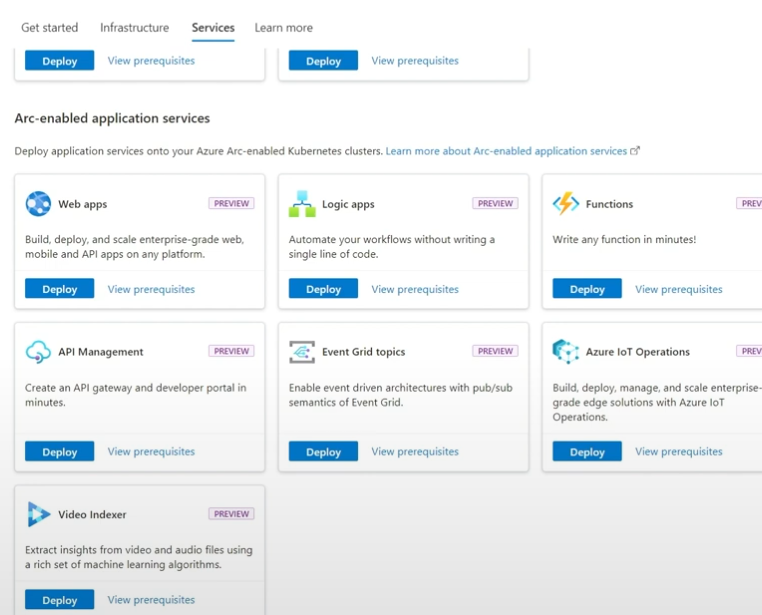 Get started Infrastructure Services Learn more
Deploy View prerequisites Deploy View prerequisites
Arc-enabled application services
Deploy application services onto your Azure Arc-enabled Kubernetes clusters. Learn more about Arc-enabled application services
Web apps PREVIEW
Build, deploy, and scale enterprise-grade web,
mobile and API apps on any platform.
Deploy View prerequisites
Logic apps PREVIEW
Automate your workflows without writing a
single line of code.
Deploy View prerequisites
Functions PREV
Write any function in minutes!
Deploy View prerequisites
API Management PREVIEW
Create an API gateway and developer portal in
minutes.
Deploy View prerequisites
Event Grid topics PREVIEW
Enable event driven architectures with pub/sub
semantics of Event Grid.
Deploy View prerequisites
Azure IoT Operations PREV
Build, deploy, manage, and scale enterprise-
grade edge solutions with Azure IoT
Operations.
Deploy View prerequisites
Video Indexer PREVIEW
Extract insights from video and audio files using
a rich set of machine learning algorithms.
Deploy View prerequisites